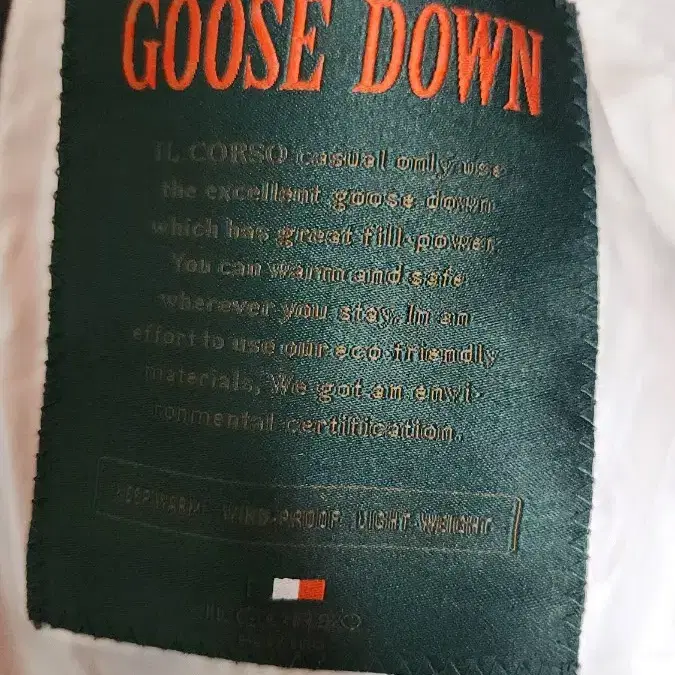 GOOSE DOWN
IL CORSO casual only use
the excellent goose down
which has great fill-power.
You can warm and safe
wherever you stay. In an
effort to use our eco friendly
materials, We got an envi-
ronmental certification.
KEEP WARM WIND-PROOF LIGHT-WEIGHT
IL CORSO